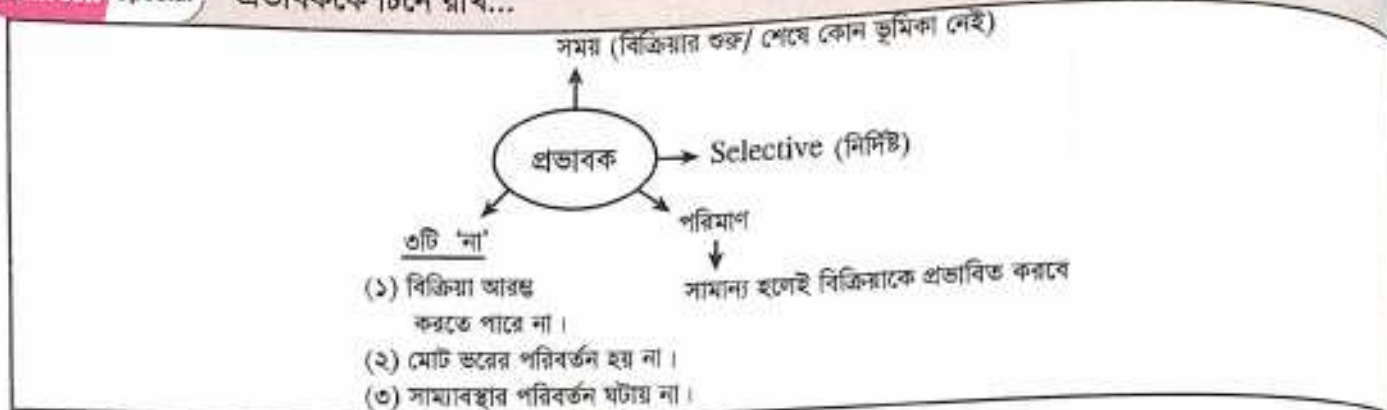 Special প্রভাবককে চিনে রাখ...
সময় (বিক্রিয়ার শুরু/ শেষে কোন ভূমিকা নেই)
প্রভাবক
Selective (নির্দিষ্ট)
পরিমাণ
সামান্য হলেই বিক্রিয়াকে প্রভাবিত করবে
৩টি 'না'
(১) বিক্রিয়া আরম্ভ
করতে পারে না।
(২) মোট ভরের পরিবর্তন হয় না।
(৩) সাম্যাবস্থার পরিবর্তন ঘটায় না।